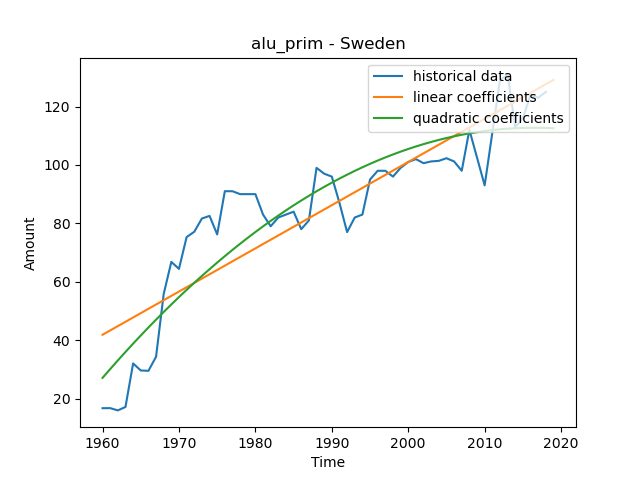 alu_prim - Sweden
historical data
linear coefficients
quadratic coefficients
120
100
80
60
40
20
Amount
1960 1970 1980 1990 2000 2010 2020
Time